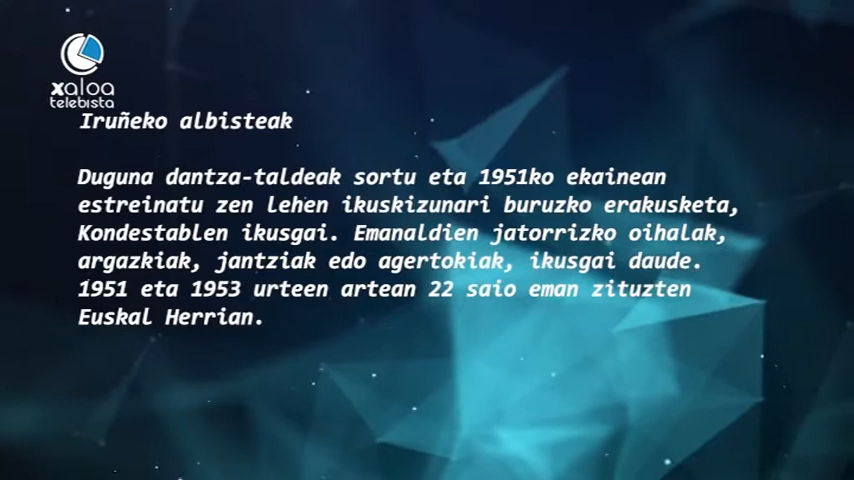 xaloa
telebista
Iruñeko albisteak
Duguna dantza-taldeak sortu eta 1951ko ekainean
estreinatu zen lehen ikuskizunari buruzko erakusketa,
Kondestablen ikusgai. Emanaldien jatorrizko oihalak,
argazkiak, jantziak edo agertokiak, ikusgai daude.
1951 eta 1953 urteen artean 22 saio eman zituzten
Euskal Herrian.